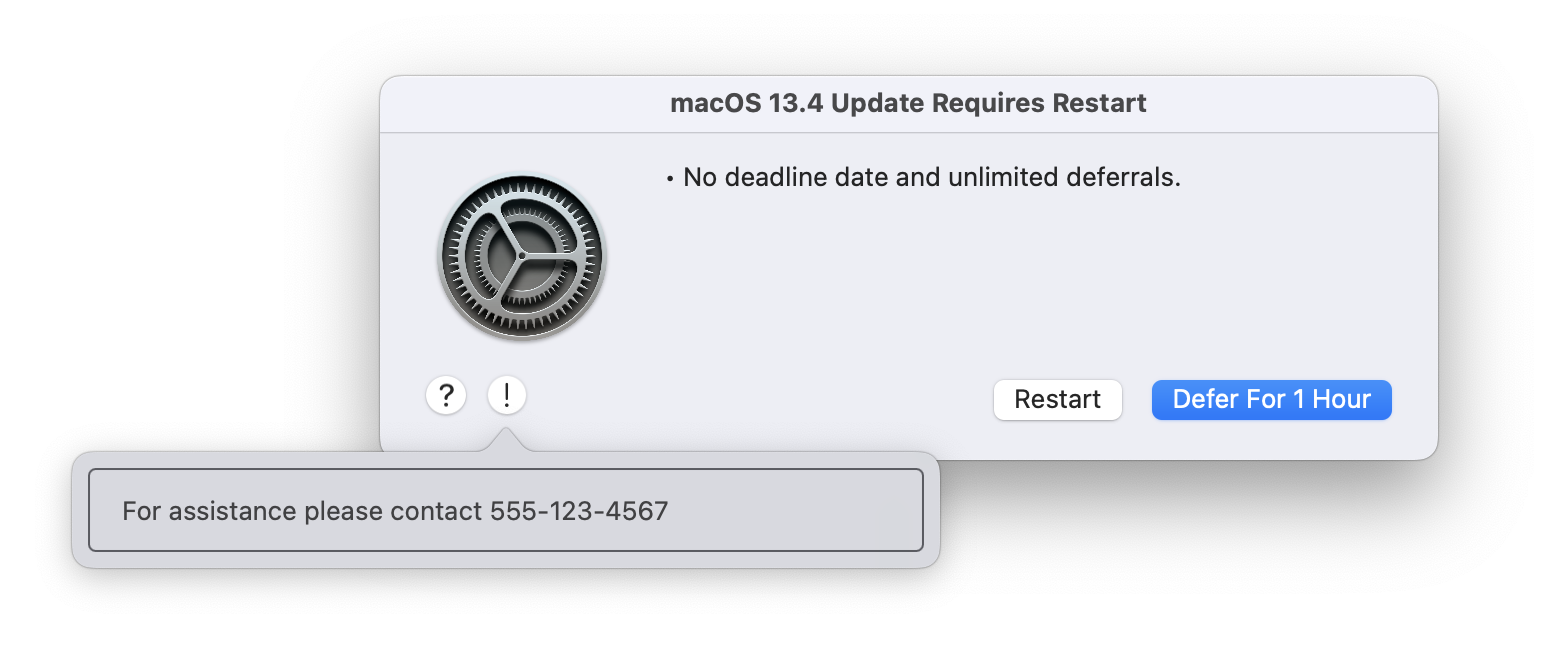 macOS 13.4 Update Requires Restart
• No deadline date and unlimited deferrals.
? !
Restart Defer For 1 Hour
For assistance please contact 555-123-4567